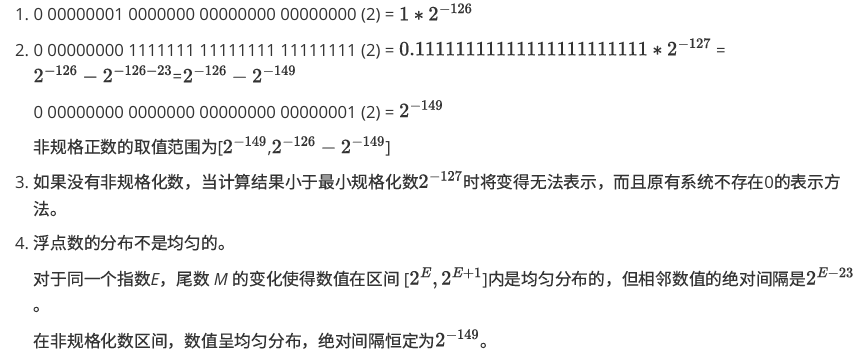 1. 0 00000001 0000000 00000000 00000000 (2) = 1 ∗ 2^{−126}
2. 0 00000000 1111111 11111111 11111111 (2) = 0.11111111111111111111111 ∗ 2^{−127} =
2^{−126} − 2^{−126−23}=2^{−126} − 2^{−149}
0 00000000 0000000 00000000 00000001 (2) = 2^{−149}
非规格正数的取值范围为[2^{−149},2^{−126} − 2^{−149}]
3. 如果没有非规格化数，当计算结果小于最小规格化数2^{−127}时将变得无法表示，而且原有系统不存在0的表示方
法。
4. 浮点数的分布不是均匀的。
对于同一个指数E，尾数 M 的变化使得数值在区间 [2^{E}, 2^{E+1}]内是均匀分布的，但相邻数值的绝对间隔是2^{E−23}
。
在非规格化数区间，数值呈均匀分布，绝对间隔恒定为2^{−149}。